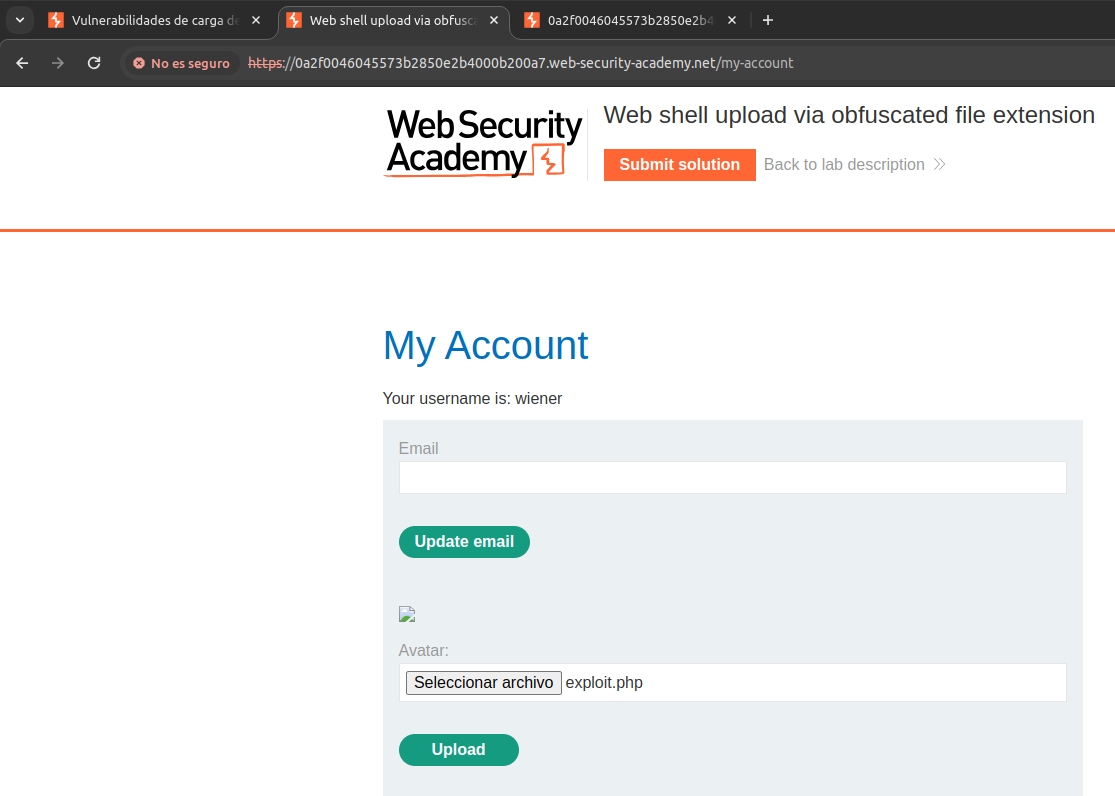 Vulnerabilidades de carga de
Web shell upload via obfusca
0a2f0046045573b2850e2b4
No es seguro
https://0a2f0046045573b2850e2b4000b200a7.web-security-academy.net/my-account
Web Security
Academy
Web shell upload via obfuscated file extension
Submit solution
Back to lab description
My Account
Your username is: wiener
Email
Update email
Avatar:
Seleccionar archivo exploit.php
Upload